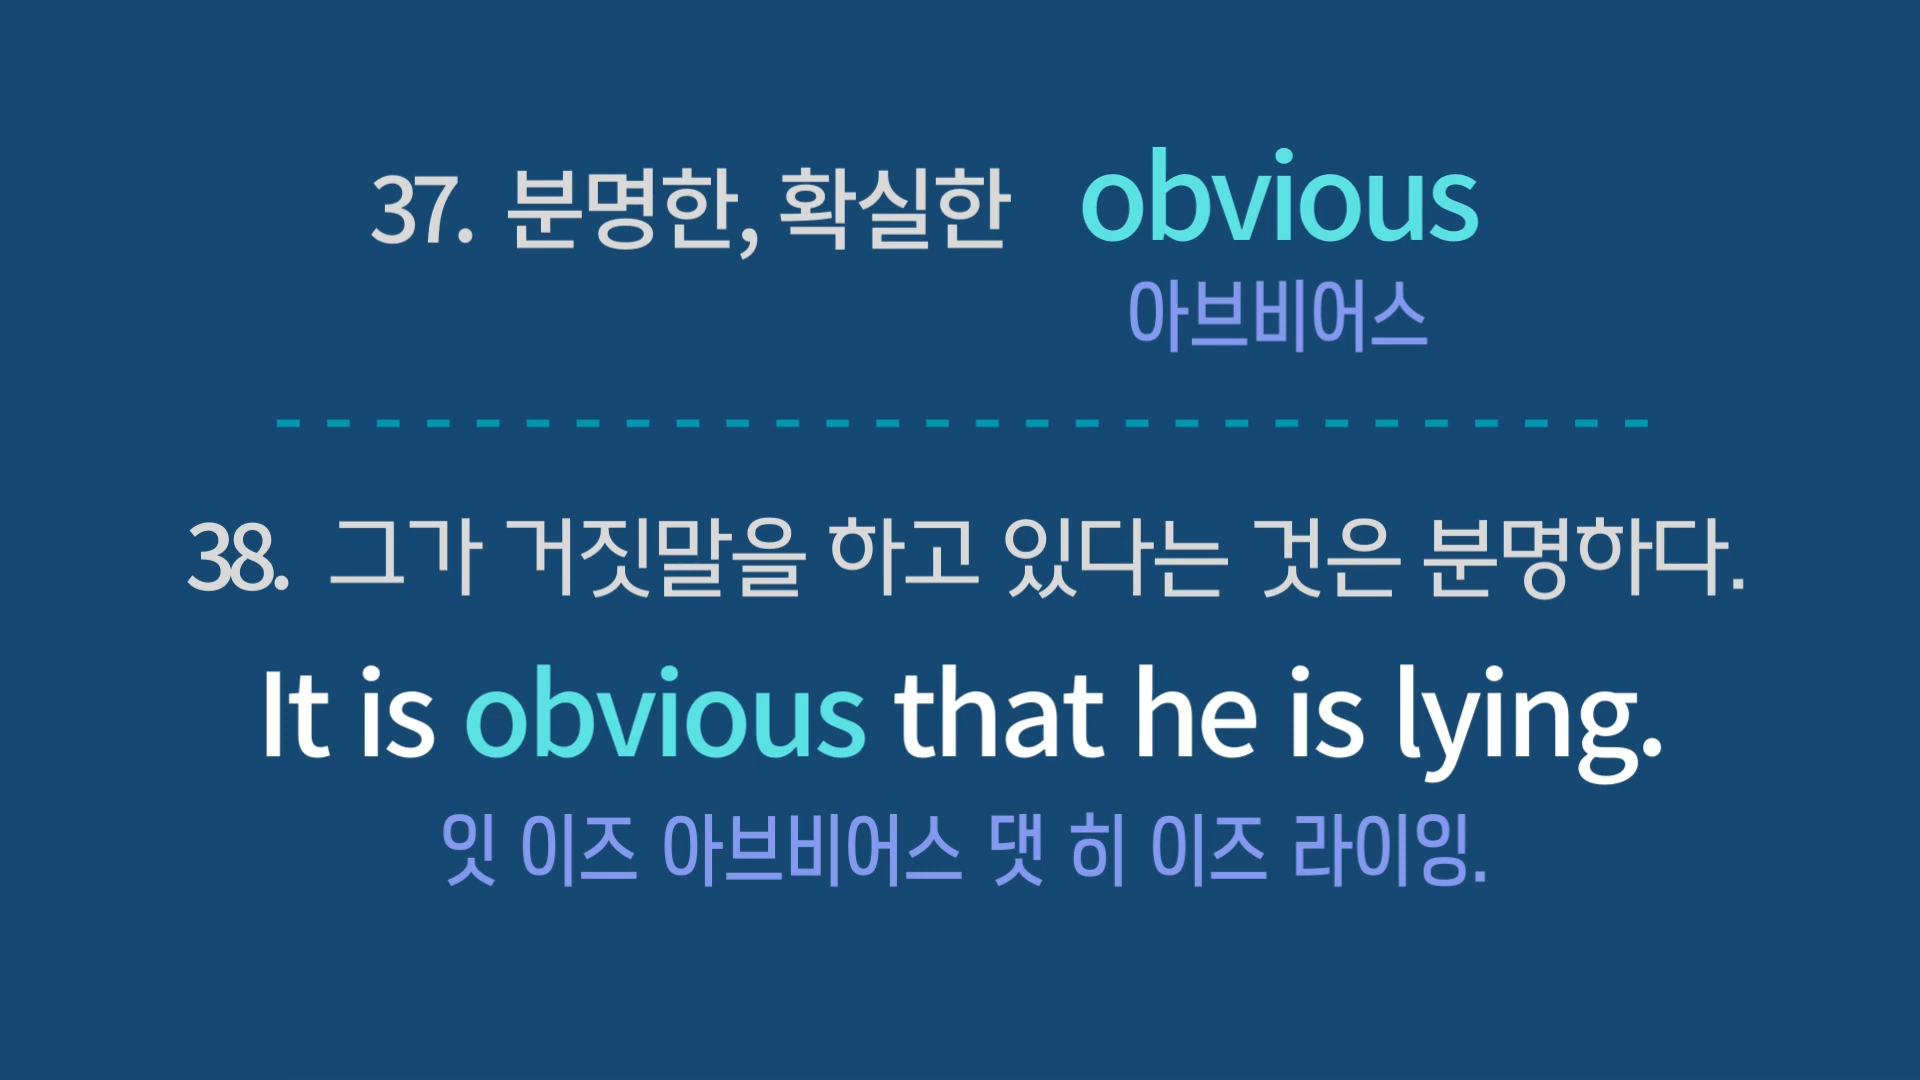 37. 분명한, 확실한 obvious
아브비어스
38. 그가 거짓말을 하고 있다는 것은 분명하다.
It is obvious that he is lying.
잇 이즈 아브비어스 댓 히 이즈 라이잉.